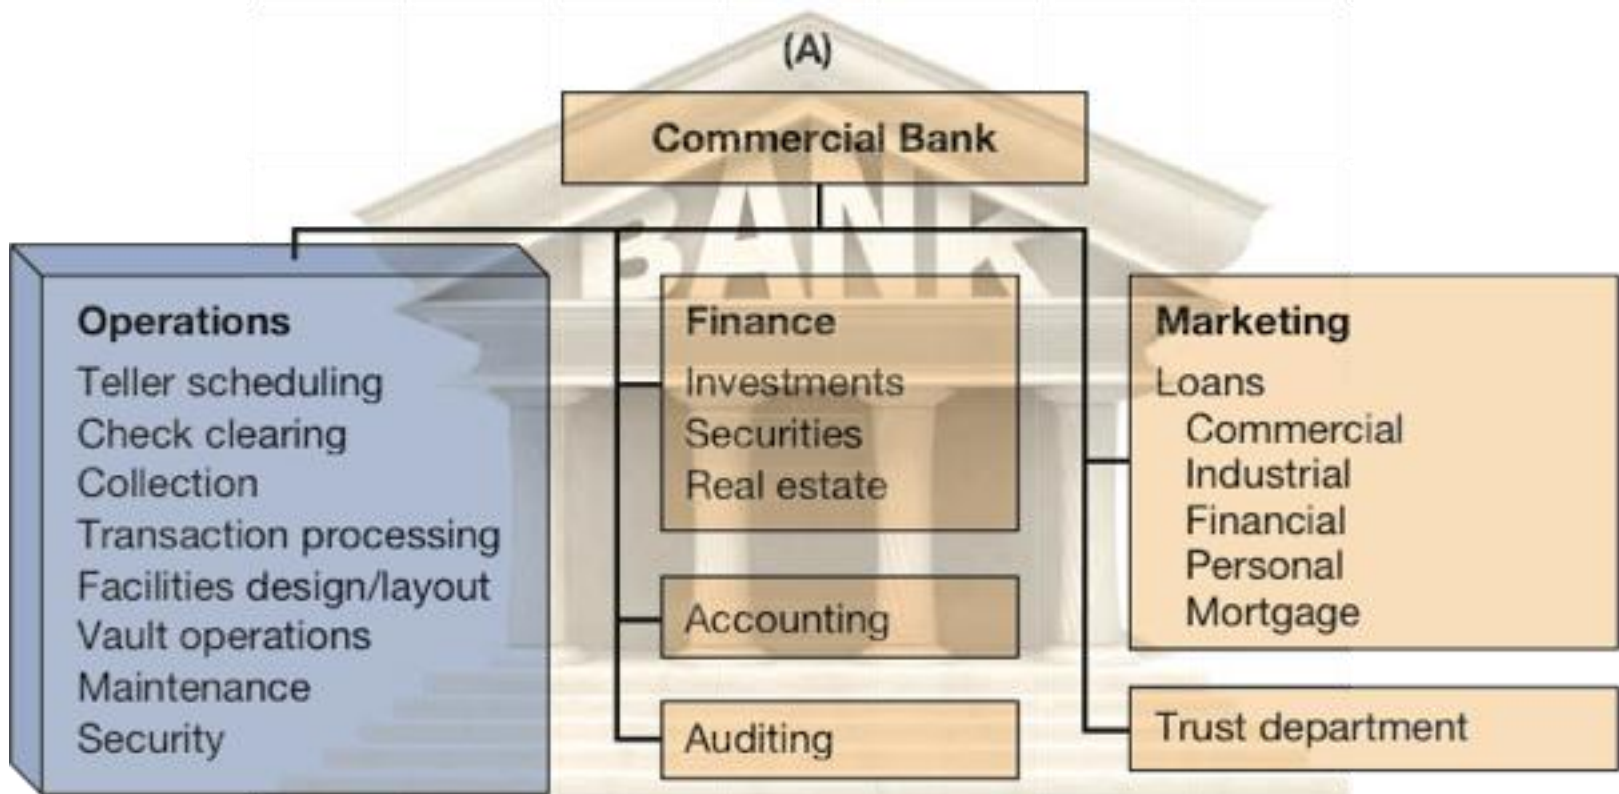 (A)
Commercial Bank
BANK
Operations
Teller scheduling
Check clearing
Collection
Transaction processing
Facilities design/layout
Vault operations
Maintenance
Security
Finance
Investments
Securities
Real estate
Accounting
Auditing
Marketing
Loans
Commercial
Industrial
Financial
Personal
Mortgage
Trust department